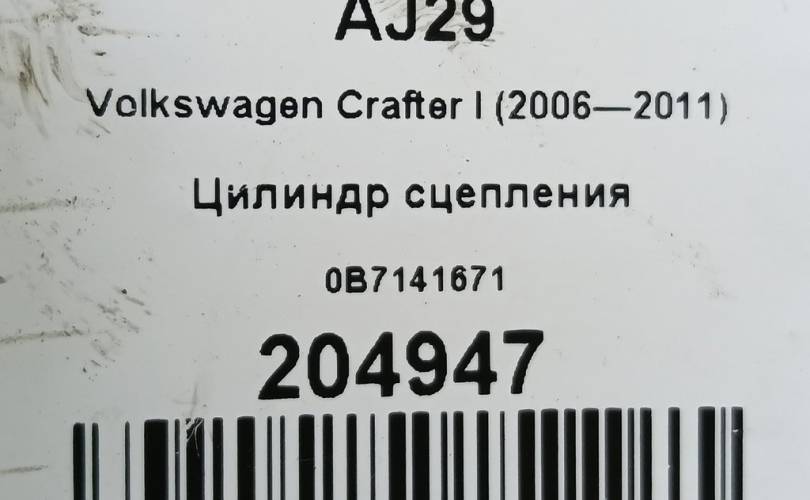 AJ29
Volkswagen Crafter I (2006—2011)
Цилиндр сцепления
0B7141671
204947